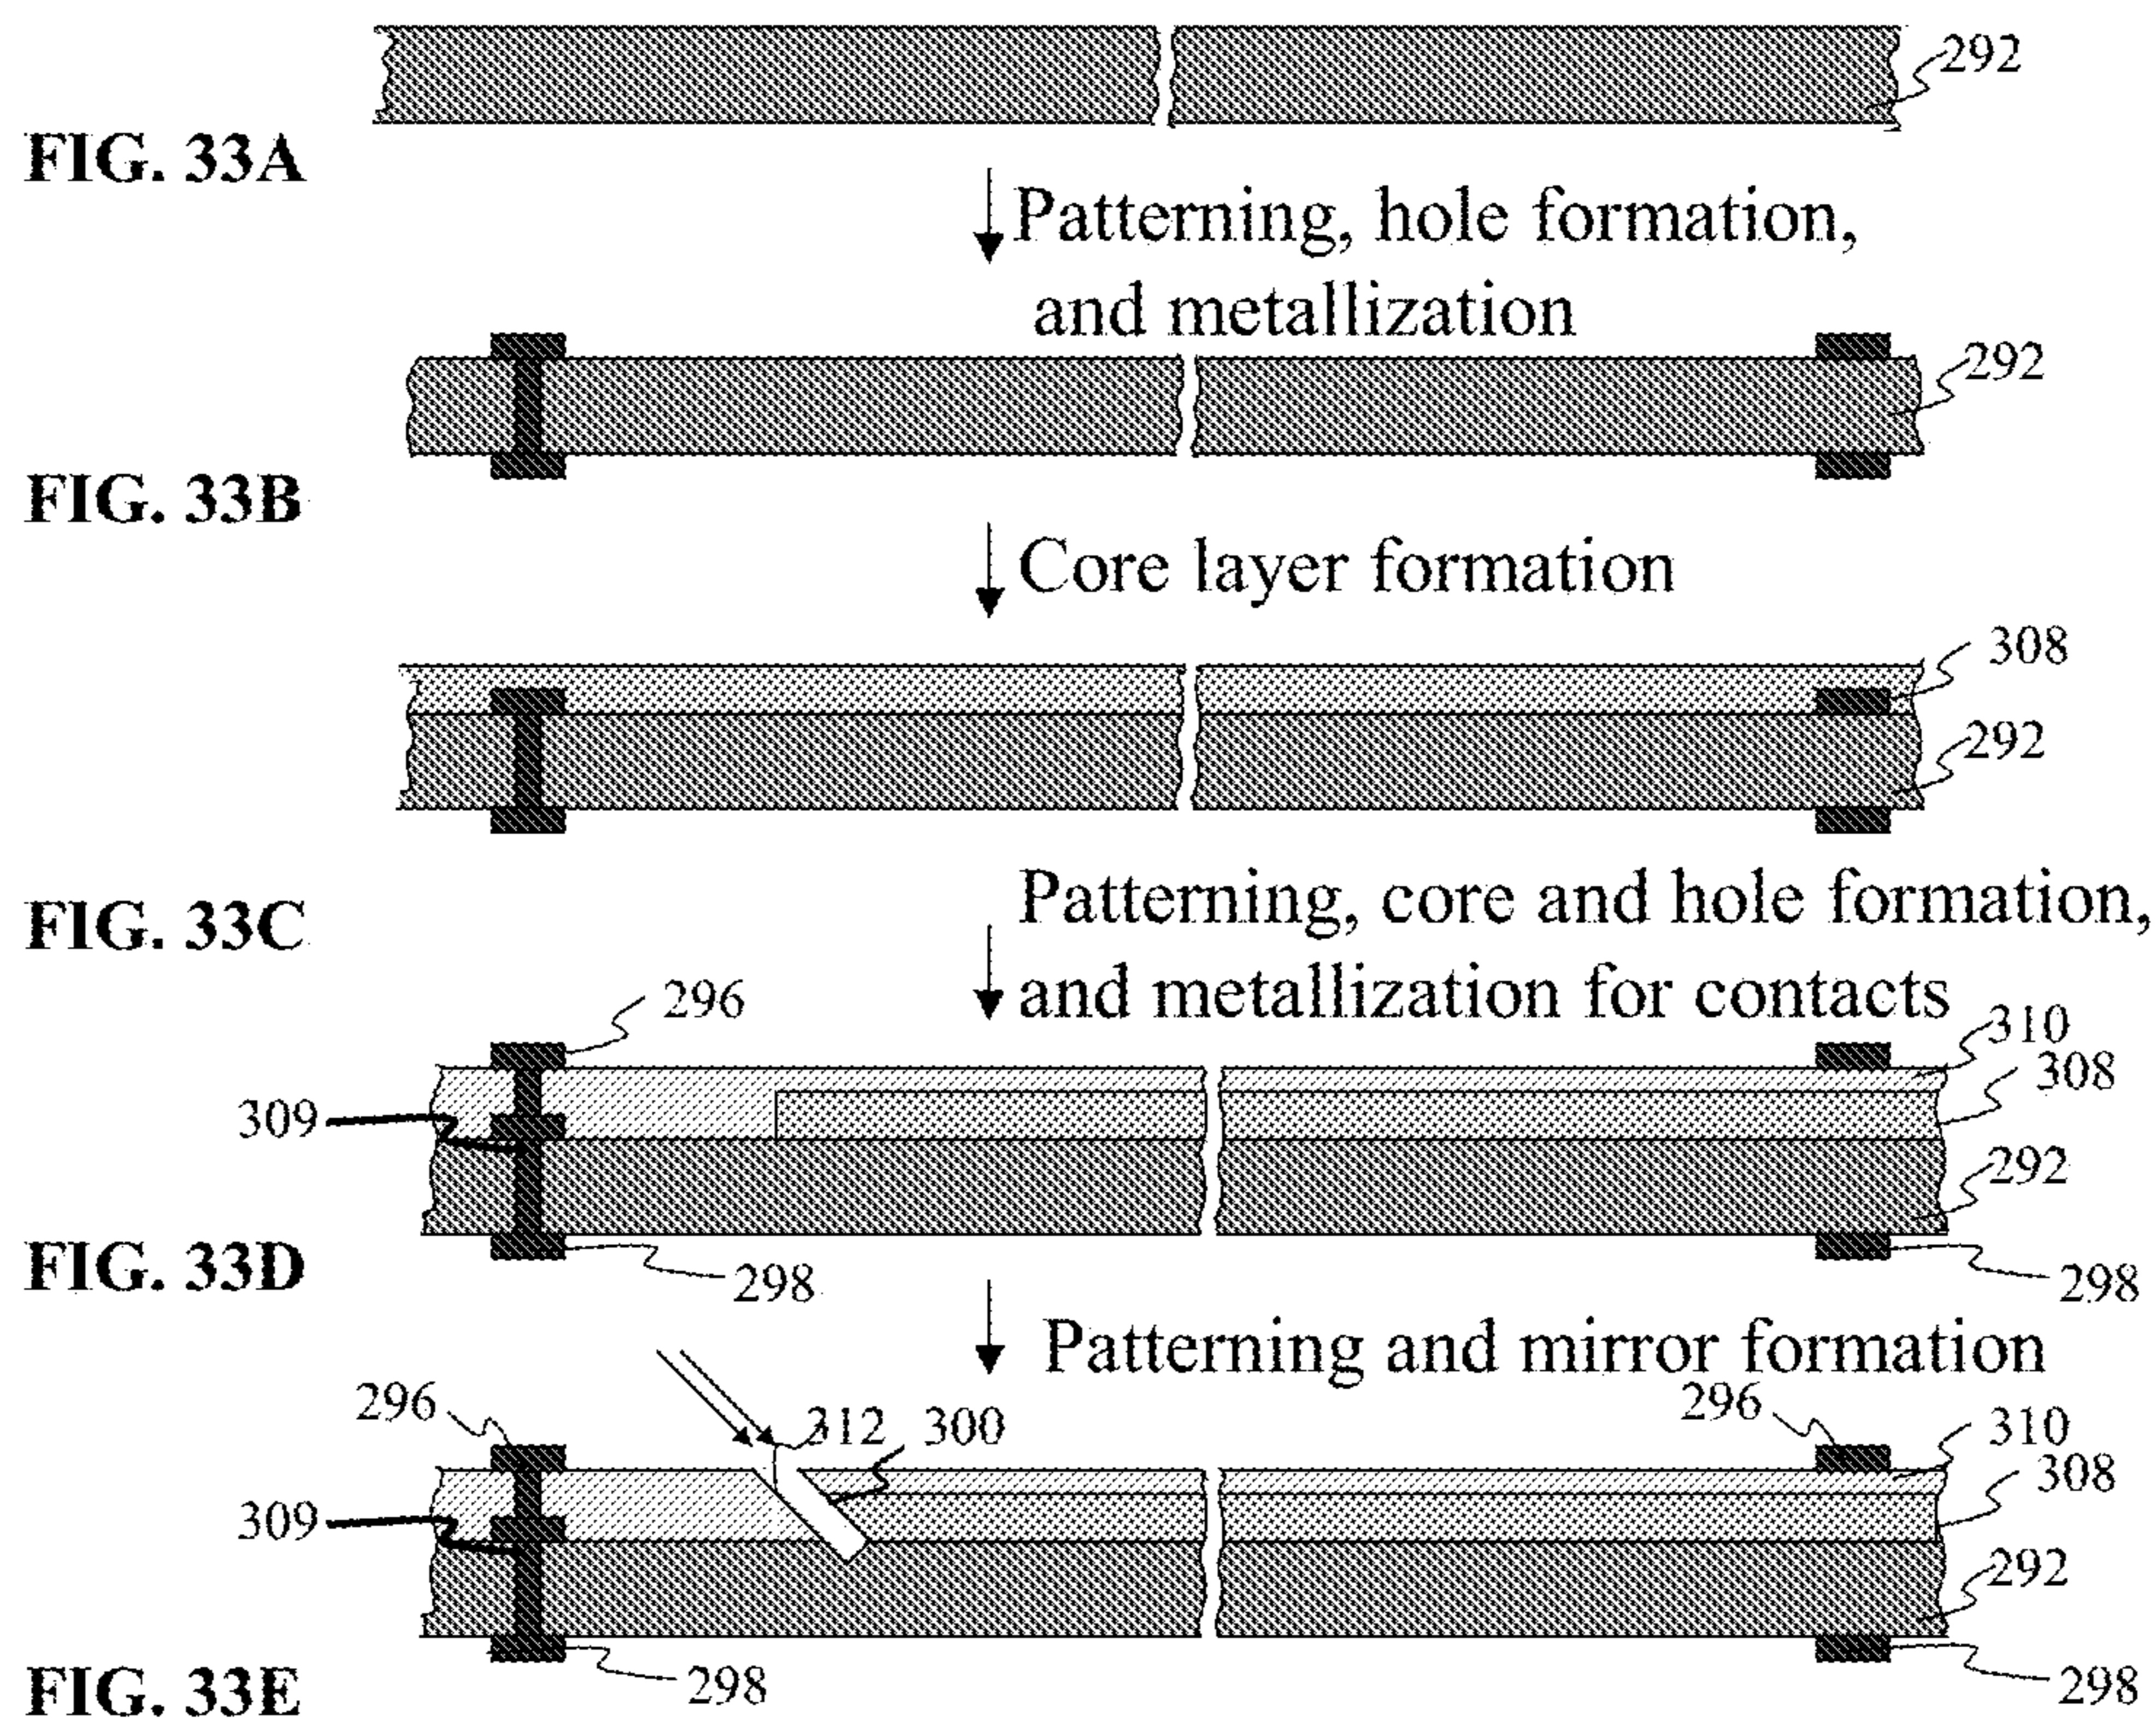 292
FIG. 33A
Patterning, hole formation,
and metallization
292
FIG. 33B
Core layer formation
308
292
FIG. 33C
Patterning, core and hole formation,
and metallization for contacts
296
310
308
309
292
FIG. 33D
298
298
Patterning and mirror formation
296
312
300
296
310
308
309
292
FIG. 33E
298
298